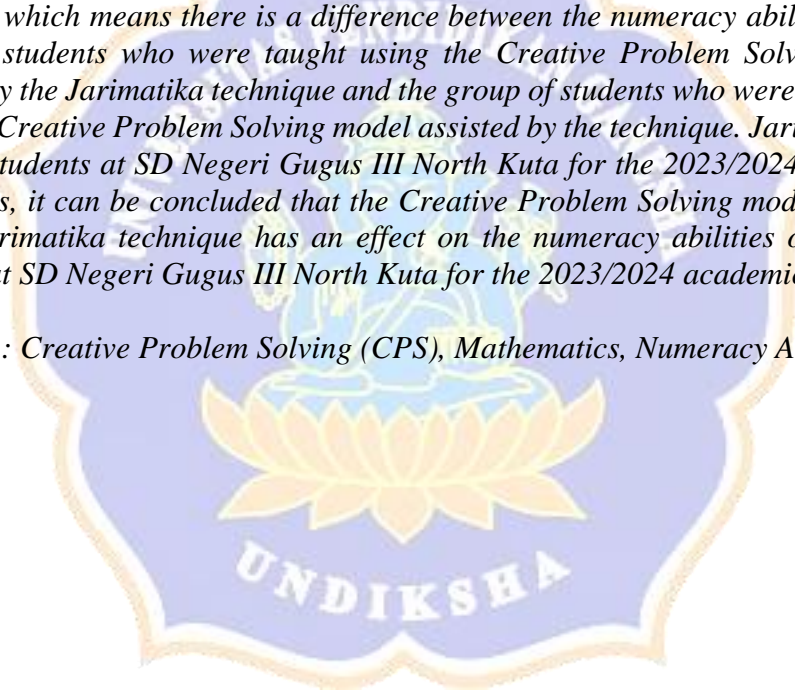 which means there is a difference between the numeracy abil
students who were taught using the Creative Problem Solv
y the Jarimatika technique and the group of students who were
Creative Problem Solving model assisted by the technique. Jari
tudents at SD Negeri Gugus III North Kuta for the 2023/2024
s, it can be concluded that the Creative Problem Solving mod
rimatika technique has an effect on the numeracy abilities o
t SD Negeri Gugus III North Kuta for the 2023/2024 academi
: Creative Problem Solving (CPS), Mathematics, Numeracy A
UNIVERSITAS PENDIDIKAN GANESHA
UNDIKSHA